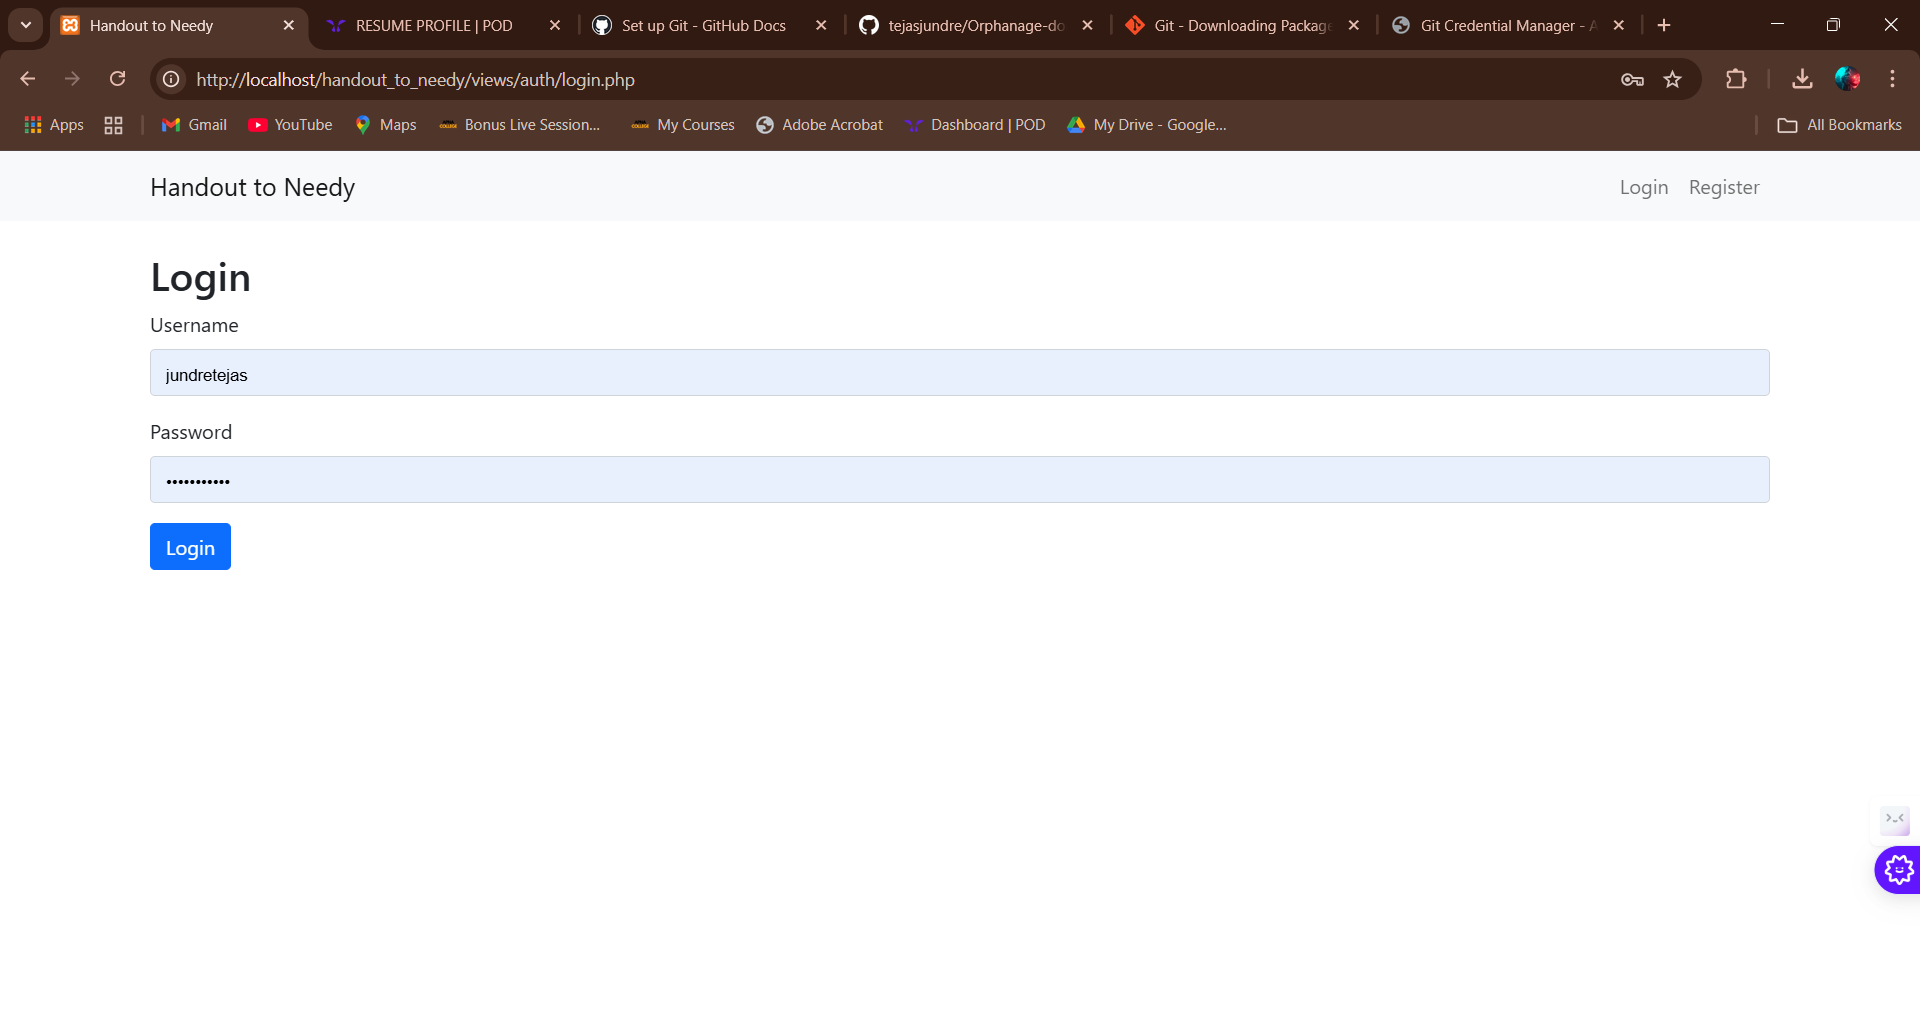 Handout to Needy
RESUME PROFILE | POD
Set up Git - GitHub Docs
tejasjundre/Orphanage-do
Git - Downloading Package
Git Credential Manager - A
http://localhost/handout_to_needy/views/auth/login.php
Apps
Gmail
YouTube
Maps
Bonus Live Session...
My Courses
Adobe Acrobat
Dashboard | POD
My Drive - Google...
All Bookmarks
Handout to Needy
Login
Register
Login
Username
jundretejas
Password
•••••••••••
Login